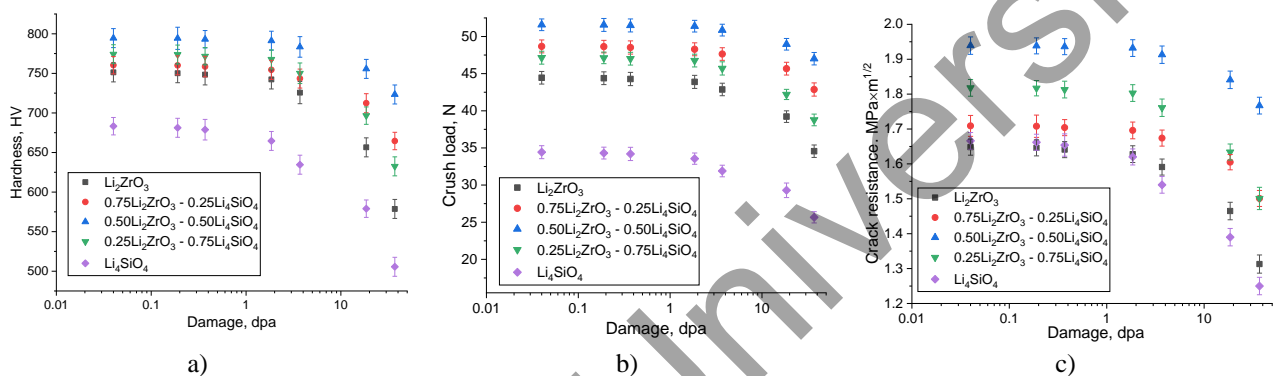 Hardness, HV
800
750
700
650
600
550
500
Li₂ZrO₃
0.75Li₂ZrO₃ - 0.25Li₄SiO₄
0.50Li₂ZrO₃ - 0.50Li₄SiO₄
0.25Li₂ZrO₃ - 0.75Li₄SiO₄
Li₄SiO₄
0.01
0.1
1
10
Damage, dpa
a)
Crush load, N
50
45
40
35
30
25
20
Li₂ZrO₃
0.75Li₂ZrO₃ - 0.25Li₄SiO₄
0.50Li₂ZrO₃ - 0.50Li₄SiO₄
0.25Li₂ZrO₃ - 0.75Li₄SiO₄
Li₄SiO₄
0.01
0.1
1
10
Damage, dpa
b)
Crack resistance. MPa×m^1/2
2.0
1.9
1.8
1.7
1.6
1.5
1.4
1.3
1.2
Li₂ZrO₃
0.75Li₂ZrO₃ - 0.25Li₄SiO₄
0.50Li₂ZrO₃ - 0.50Li₄SiO₄
0.25Li₂ZrO₃ - 0.75Li₄SiO₄
Li₄SiO₄
0.01
0.1
1
10
Damage, dpa
c)
Univers